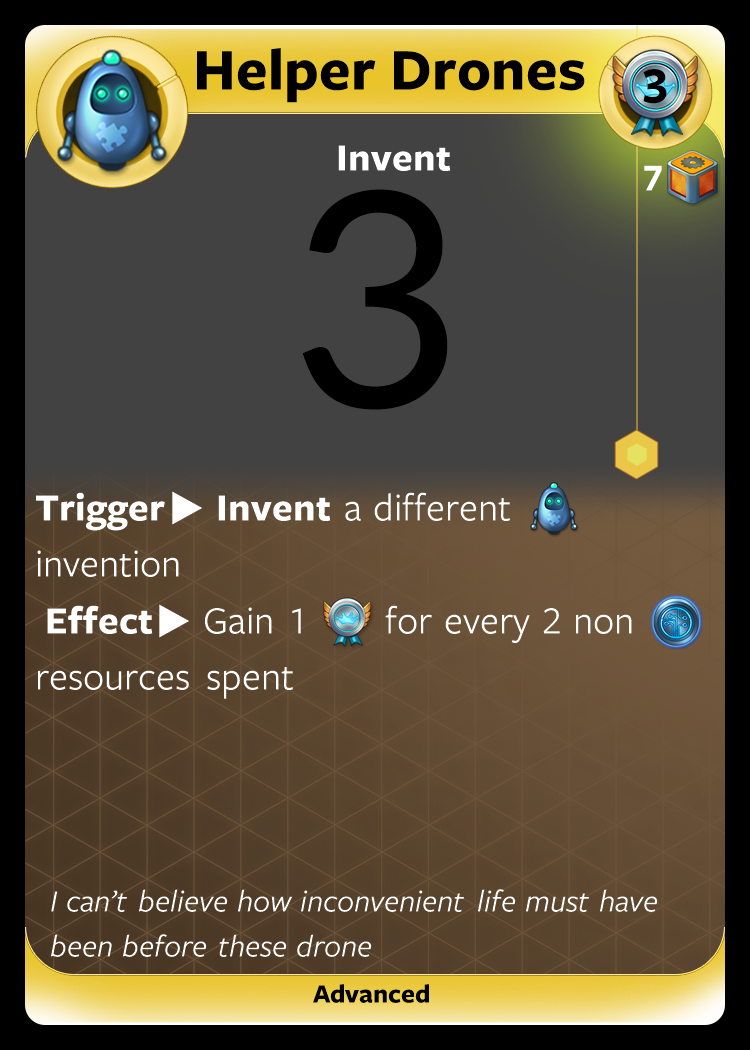 Helper Drones
3
Invent
7
3
Trigger▶ Invent a different
invention
Effect▶ Gain 1 for every 2 non
resources spent
I can't believe how inconvenient life must have
been before these drone
Advanced